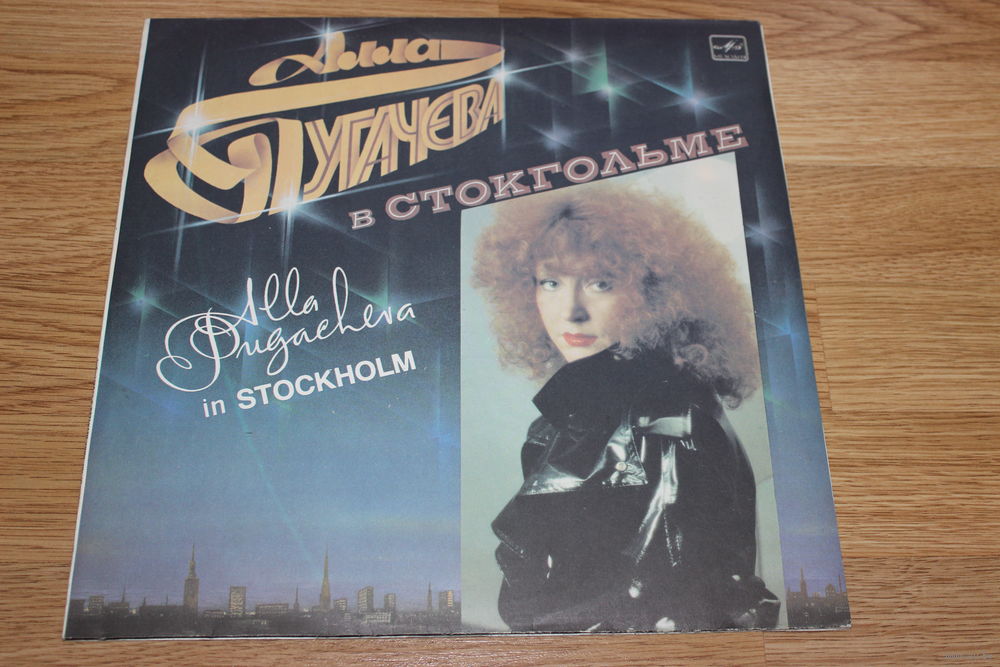 Алла
Пугачева
в СТОКГОЛЬМЕ
Alla
Pugacheva
in STOCKHOLM